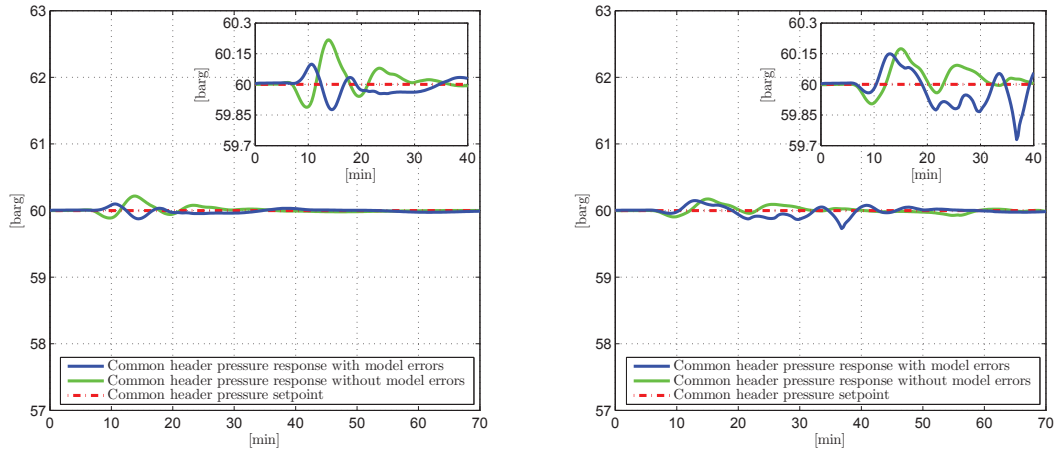 63
62
61
60
59
58
57
[barg]
0 10 20 30 40 50 60 70
[min]
60.3
60.15
60
59.85
59.7
[barg]
0 10 20 30 40
[min]
Common header pressure response with model errors
Common header pressure response without model errors
Common header pressure setpoint
63
62
61
60
59
58
57
[barg]
0 10 20 30 40 50 60 70
[min]
60.3
60.15
60
59.85
59.7
[barg]
0 10 20 30 40
[min]
Common header pressure response with model errors
Common header pressure response without model errors
Common header pressure setpoint